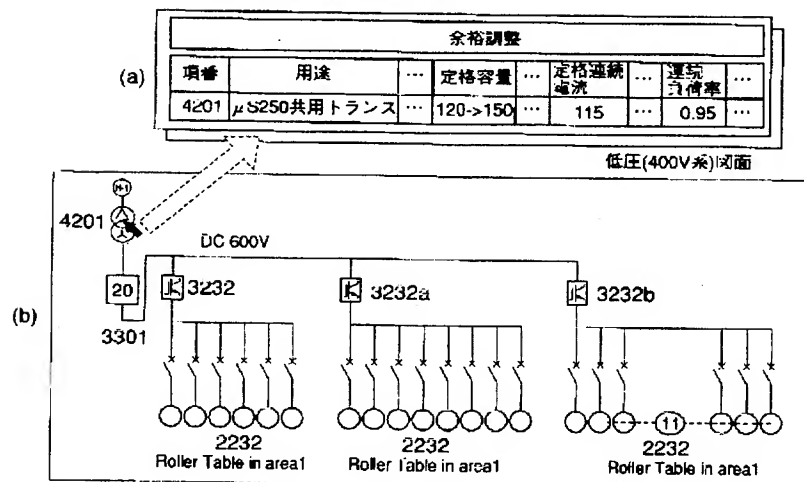 余裕調整
(a)
項番 用途 … 定格容量 … 定格連続電流 … 運続負荷率 …
4201 μS250共用トランス … 120->150 … 115 … 0.95 …
低圧(400V系)図面
4201
DC 600V
20
3232
3232a
3232b
(b)
3301
11
2232
2232
2232
Roller Table in area1
Roller Table in area1
Roller Table in area1